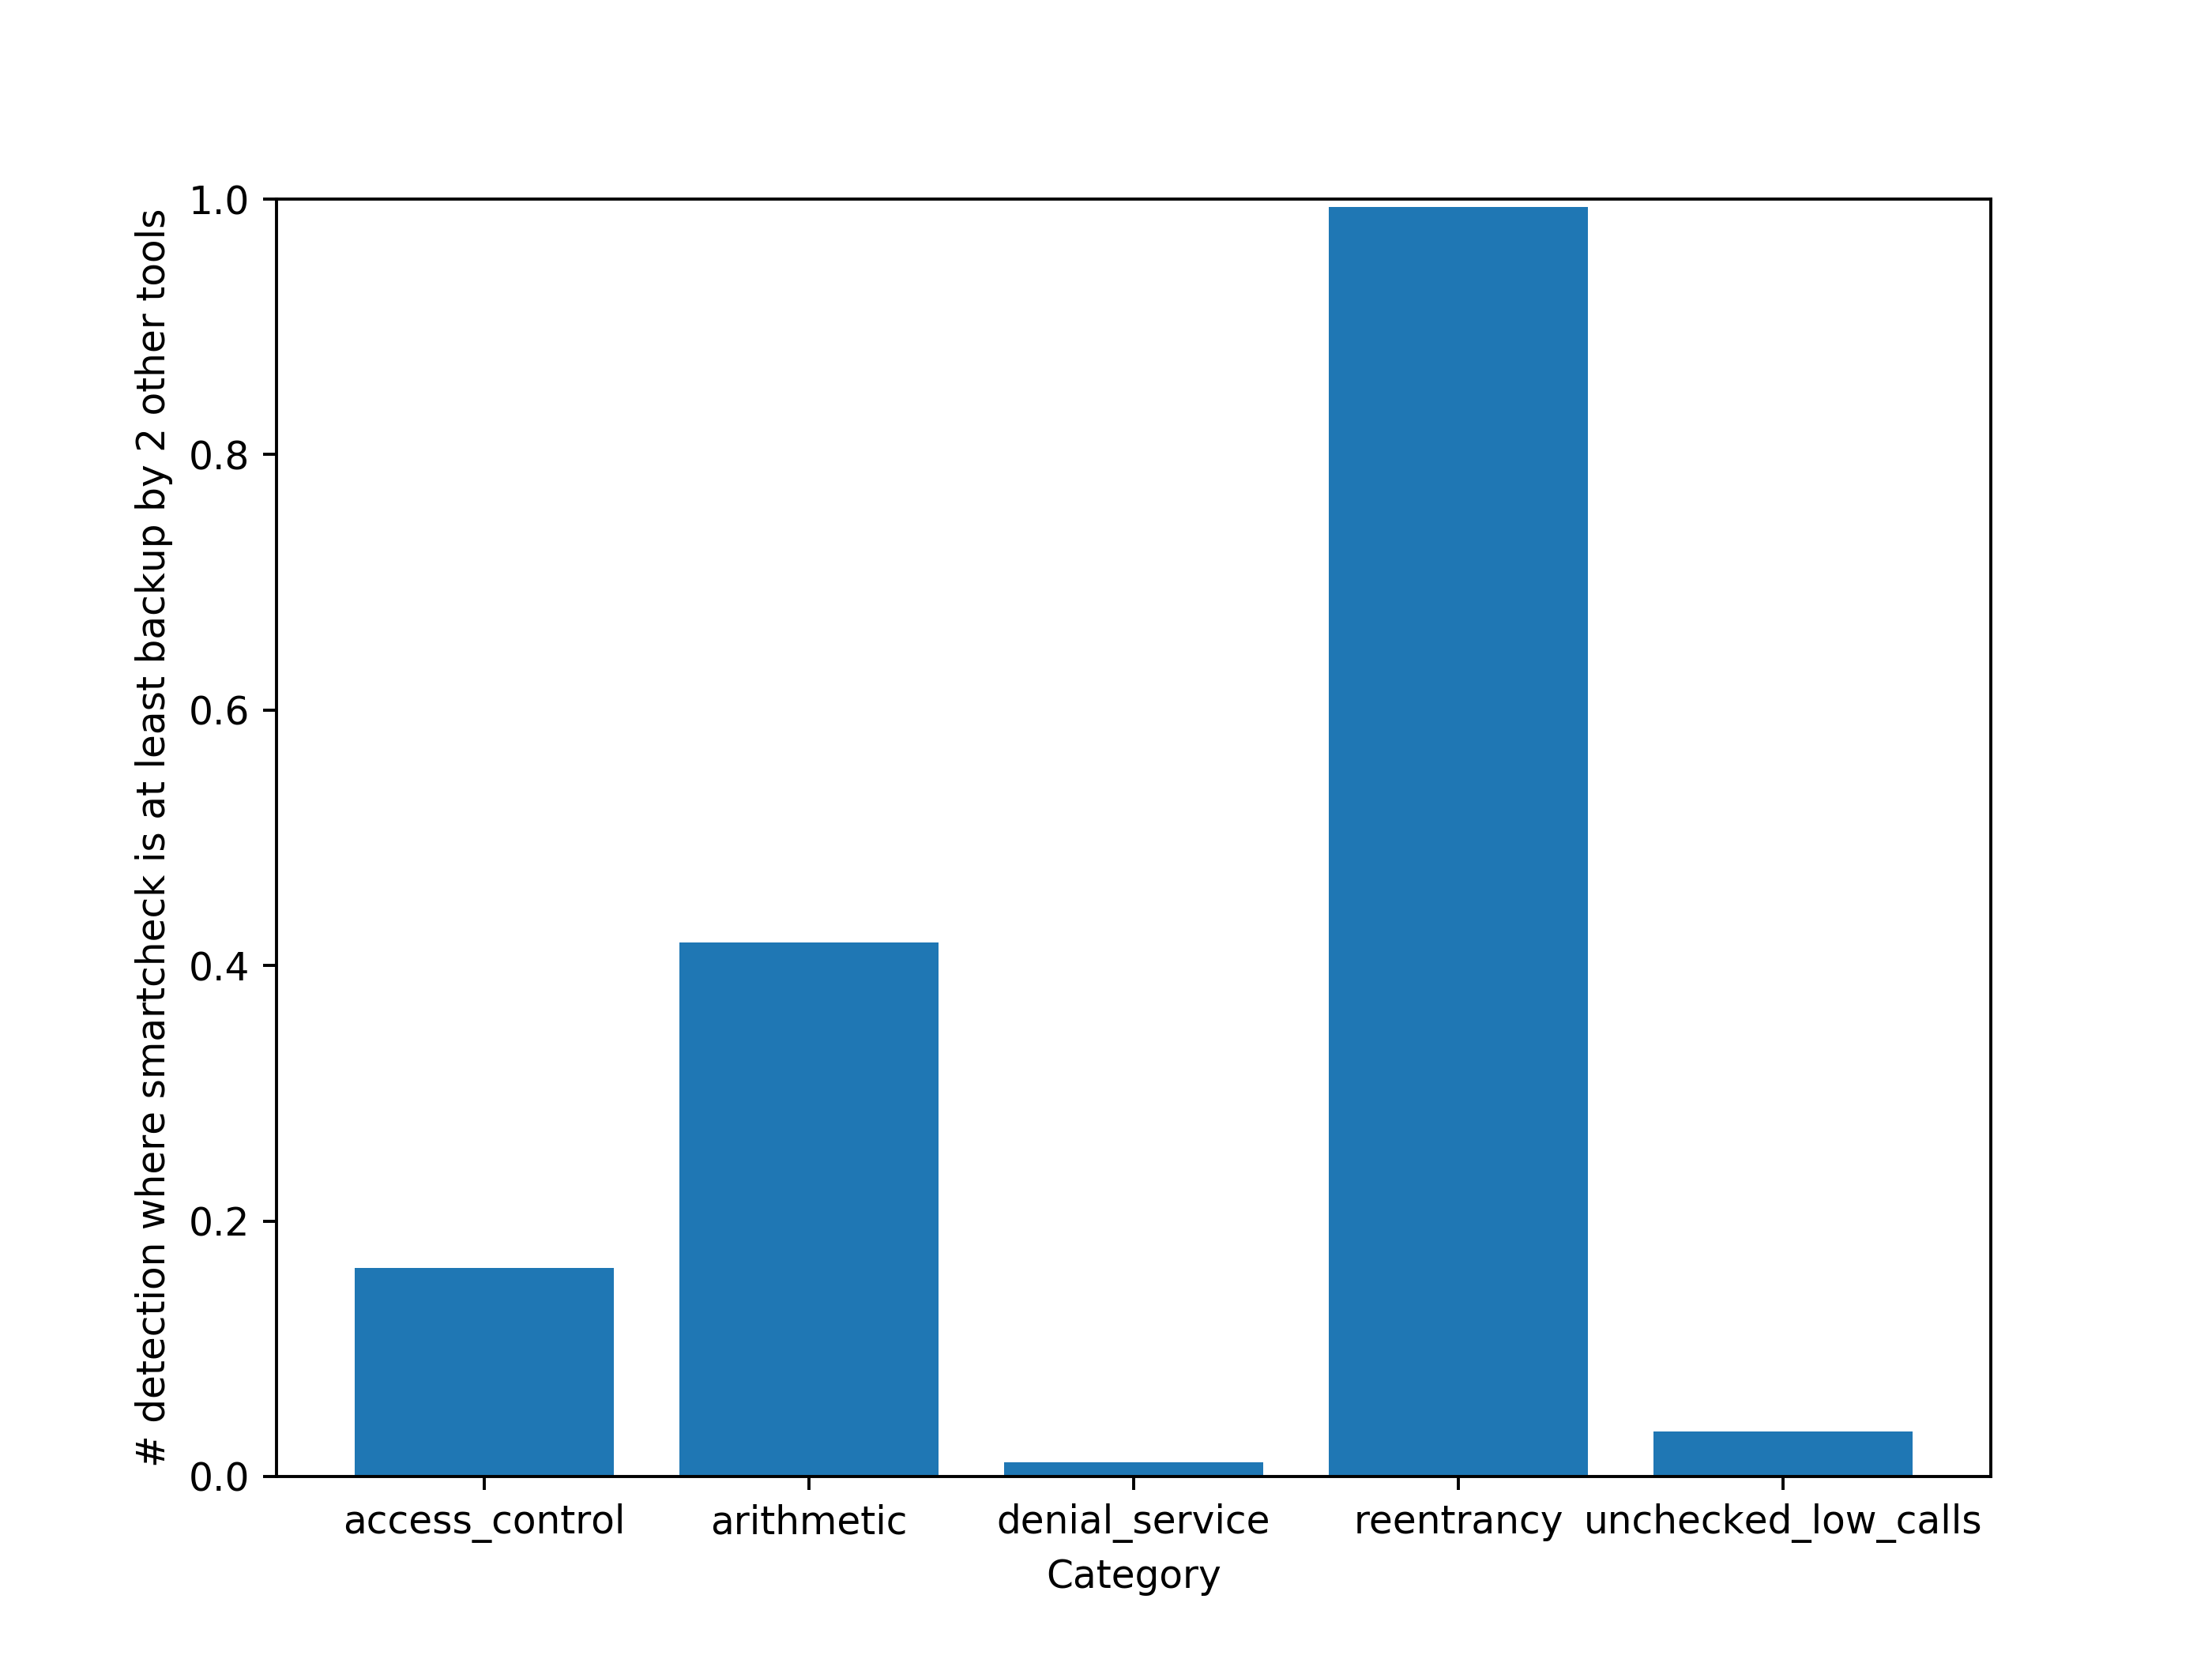 # detection where smartcheck is at least backup by 2 other tools
1.0
0.8
0.6
0.4
0.2
0.0
access_control arithmetic denial_service reentrancy unchecked_low_calls
Category